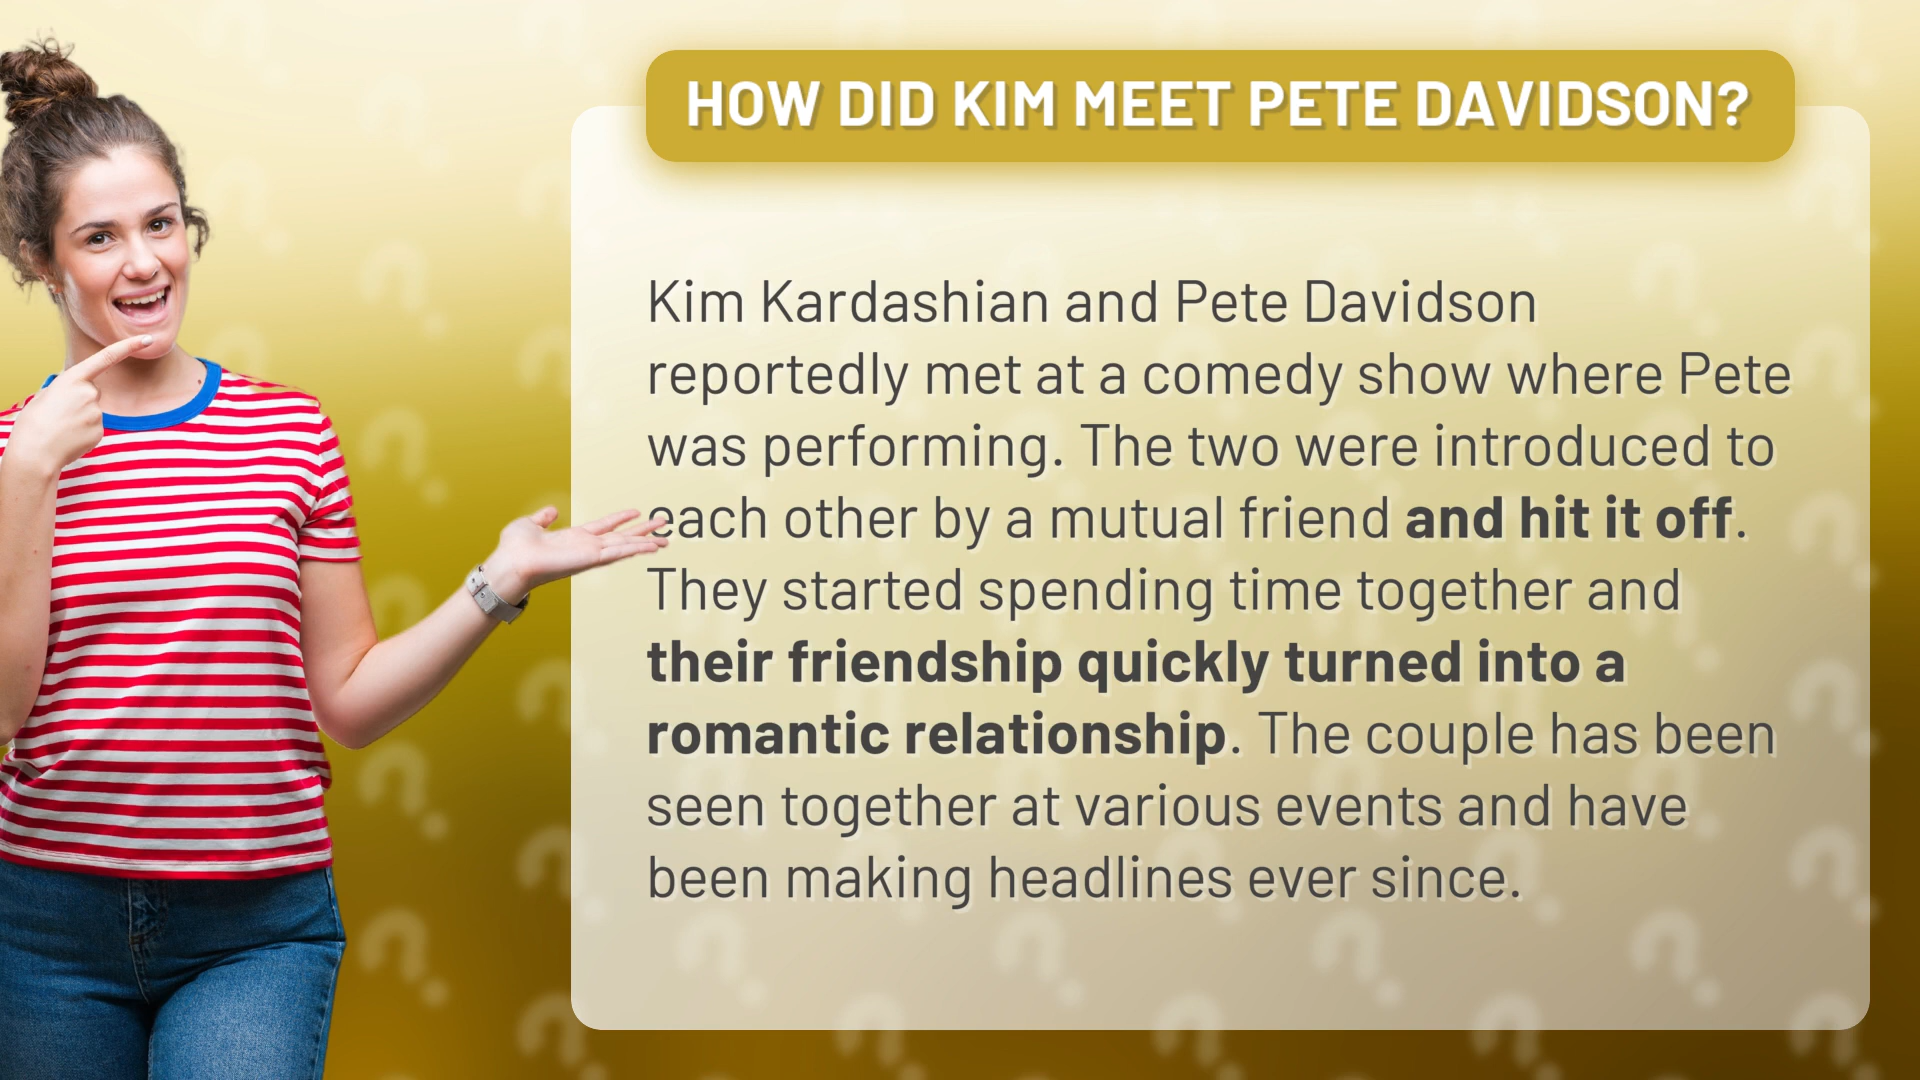 HOW DID KIM MEET PETE DAVIDSON?
Kim Kardashian and Pete Davidson
reportedly met at a comedy show where Pete
was performing. The two were introduced to
each other by a mutual friend and hit it off.
They started spending time together and
their friendship quickly turned into a
romantic relationship. The couple has been
seen together at various events and have
been making headlines ever since.